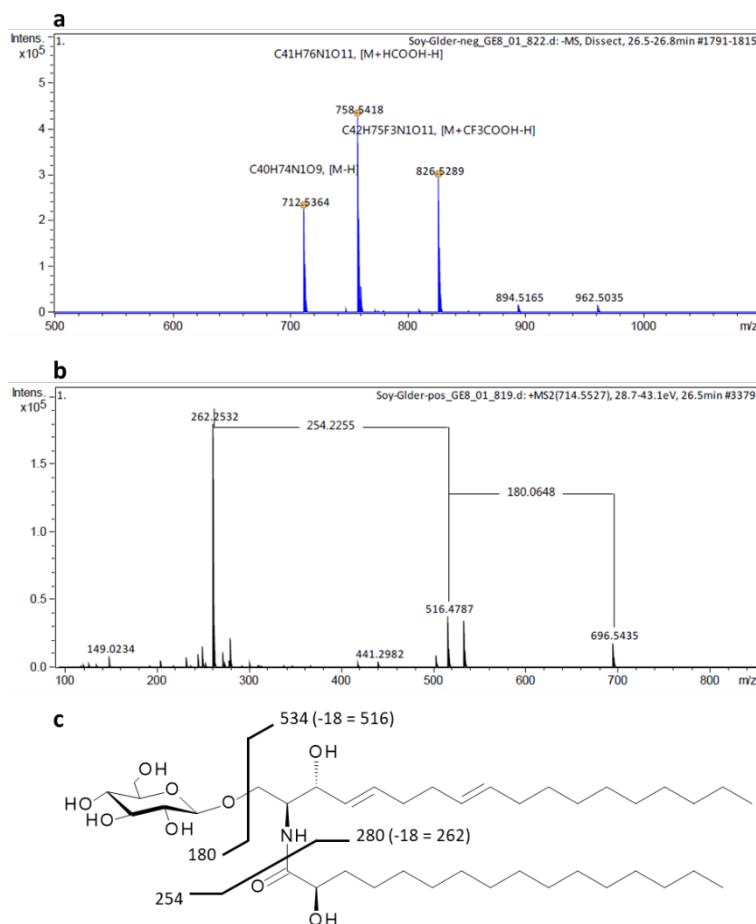 a
Intens.
x10⁵
1.
Soy-Glder-neg_GE8_01_822.d: -MS, Dissect, 26.5-26.8min #1791-1815
C41H76N1O11, [M+HCOOH-H]
758.5418
C42H75F3N1O11, [M+CF3COOH-H]
826.5289
C40H74N1O9, [M-H]
712.5364
894.5165
962.5035
5
4
3
2
1
0
500
600
700
800
900
1000
m/z
b
Intens.
x10⁵
1.
Soy-Glder-pos_GE8_01_819.d: +MS2(714.5527), 28.7-43.1eV, 26.5min #3379
262.2532
254.2255
180.0648
516.4787
696.5435
149.0234
441.2982
1.5
1.0
0.5
0.0
100
200
300
400
500
600
700
800
m/z
c
534 (-18 = 516)
OH
OH
HO
HO
OH
O
O
180
NH
280 (-18 = 262)
254
O
OH